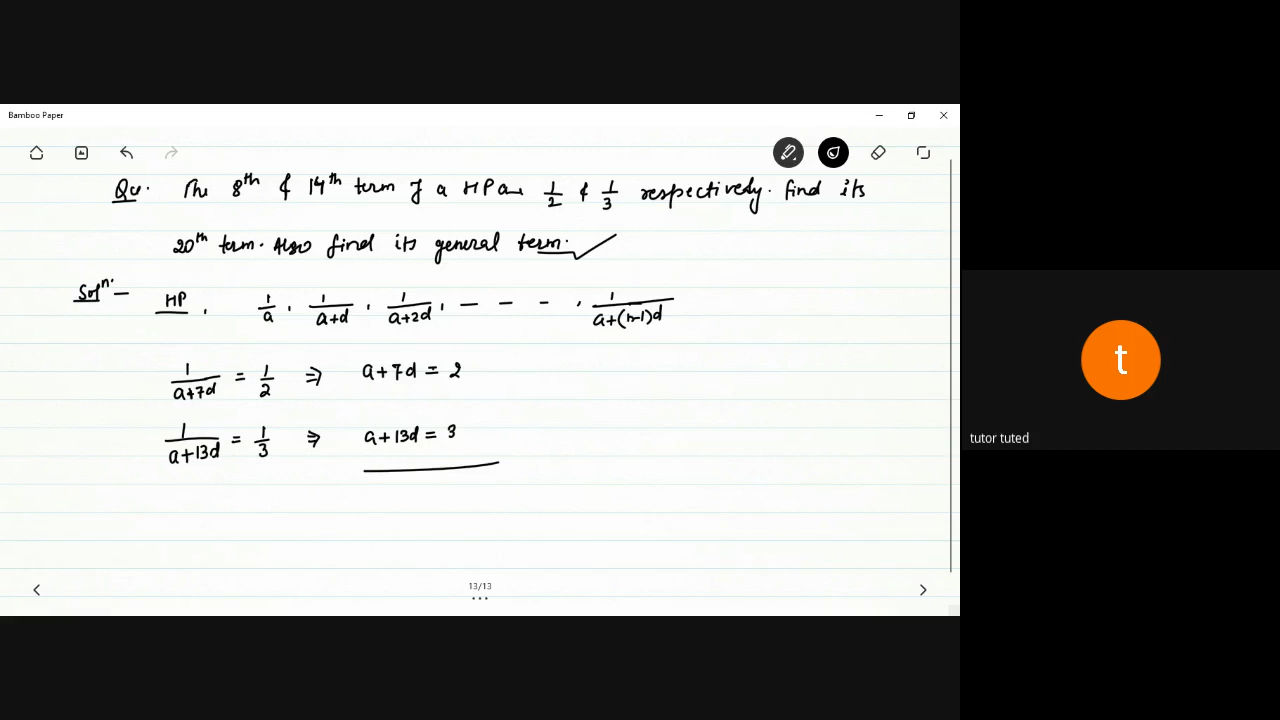 Bamboo Paper
Qu. The 8th & 14th term of a HP are 1/2 & 1/3 respectively. find its
20th term. Also find its general term.
Soln. —
HP, 1/a, 1/(a+d), 1/(a+2d), - - - , 1/(a+(n-1)d)
1/(a+7d) = 1/2 ⇒ a+7d = 2
1/(a+13d) = 1/3 ⇒ a+13d = 3
13/13
t
tutor tuted